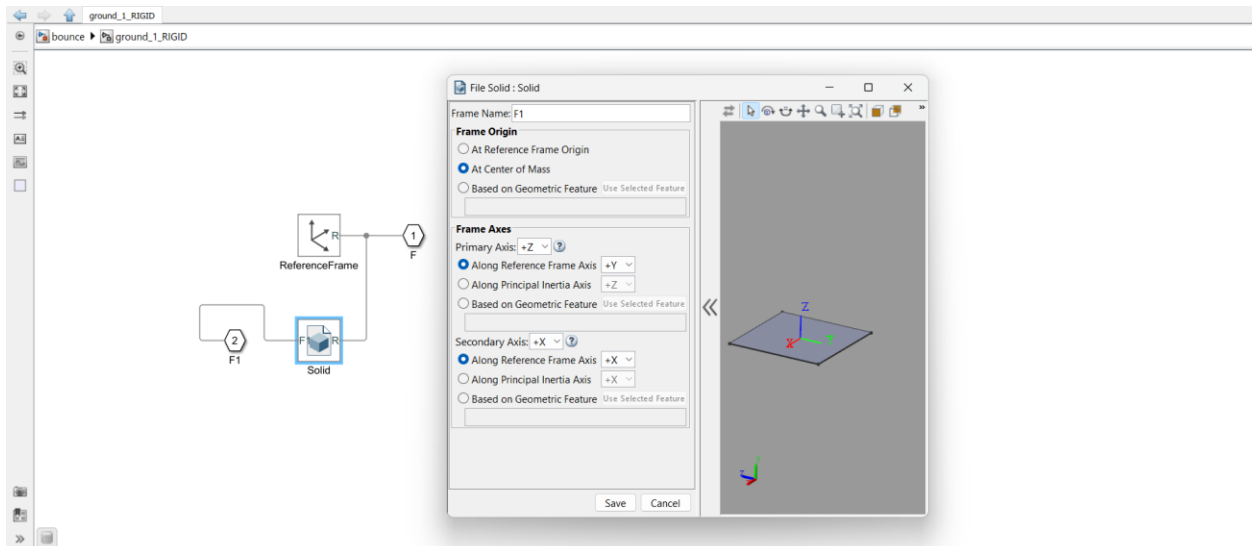 ground_1_RIGID
bounce ▶ ground_1_RIGID
File Solid : Solid
Frame Name: F1
Frame Origin
At Reference Frame Origin
At Center of Mass
Based on Geometric Feature Use Selected Feature
Frame Axes
Primary Axis: +Z
Along Reference Frame Axis +Y
Along Principal Inertia Axis +Z
Based on Geometric Feature Use Selected Feature
Secondary Axis: +X
Along Reference Frame Axis +X
Along Principal Inertia Axis +X
Based on Geometric Feature Use Selected Feature
Save Cancel
R
ReferenceFrame
1
F
2
F1
F1 R
Solid
Z
X